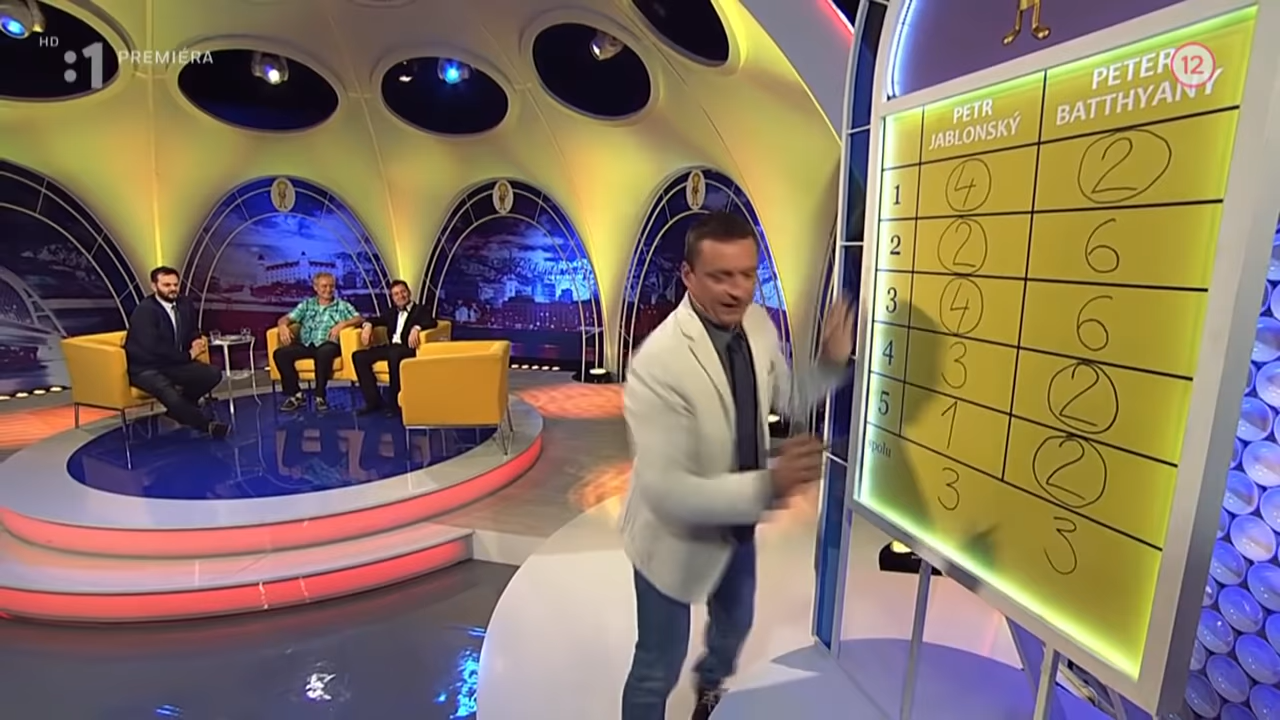 HD
:1 PREMIÉRA
12
PETR
JABLONSKÝ
PETER
BATTHYANY
1 4 2
2 2 6
3 4 6
4 3 2
5 1 2
spolu 3 3